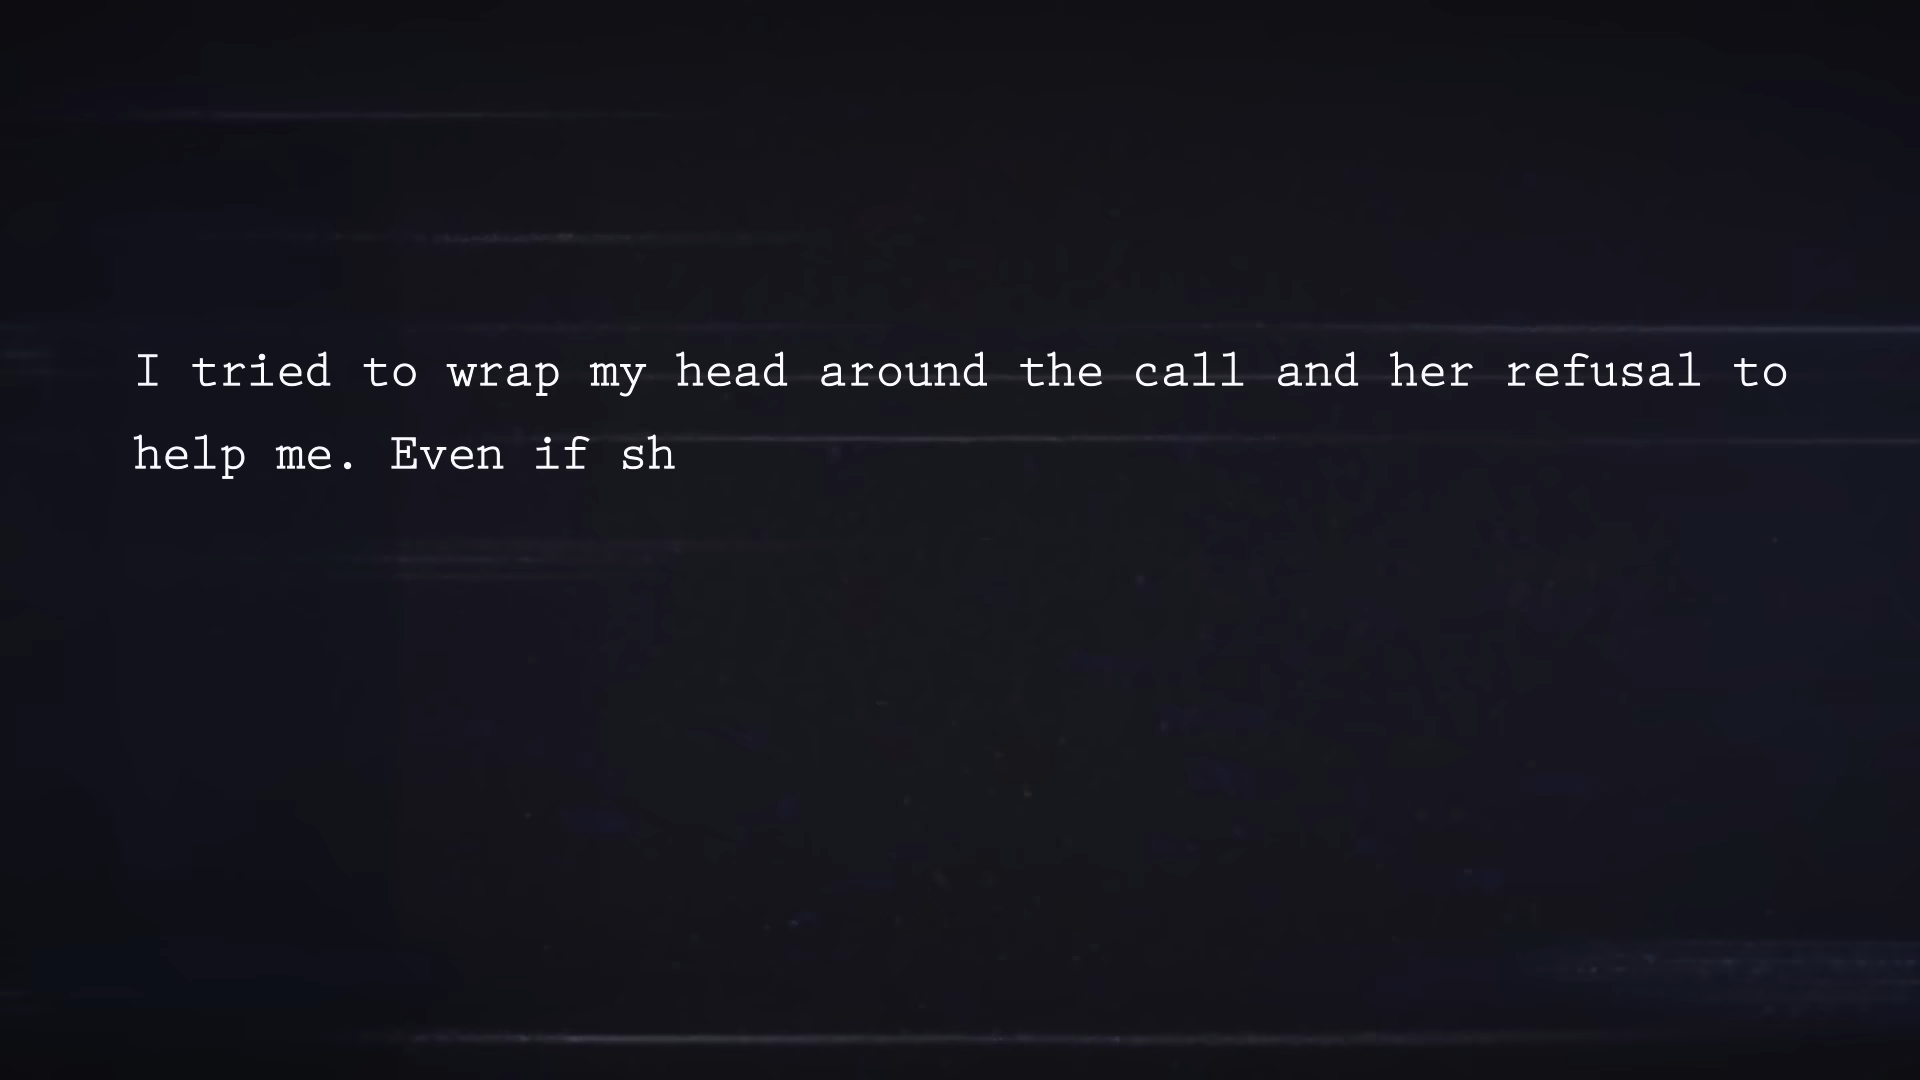 I tried to wrap my head around the call and her refusal to
help me. Even if sh